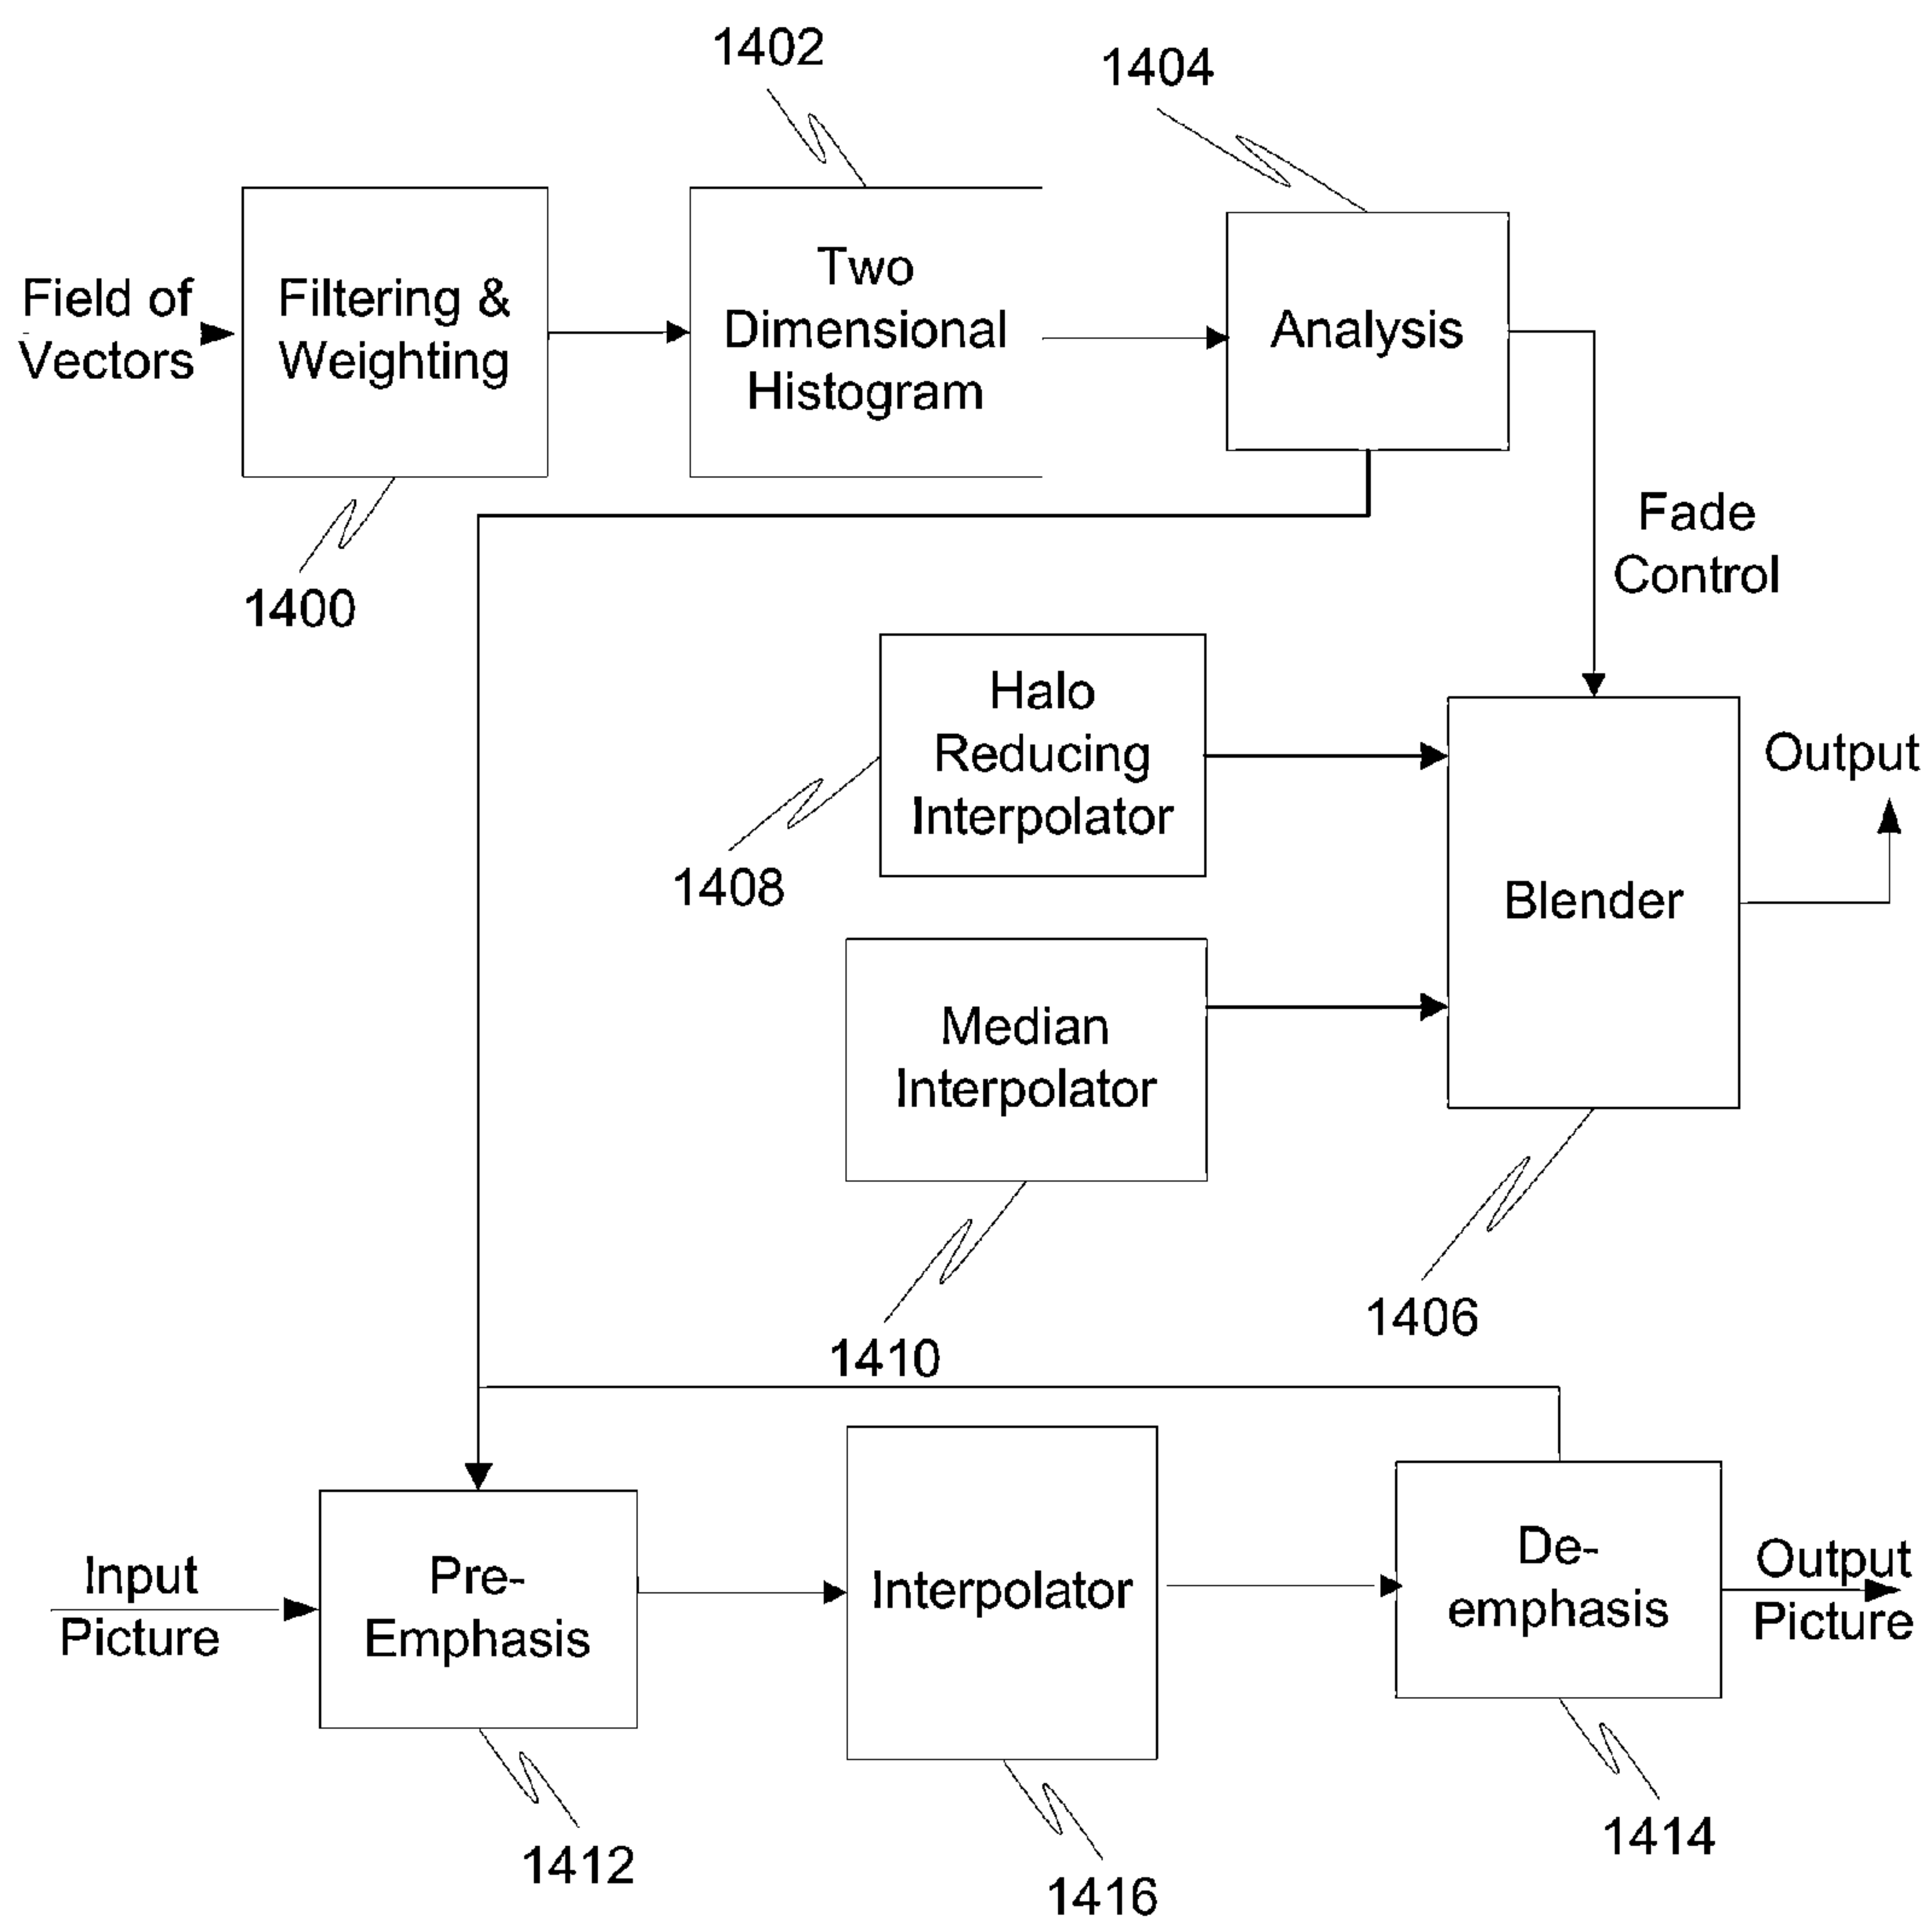 1402
1404
Field of
Vectors
Filtering &
Weighting
Two
Dimensional
Histogram
Analysis
1400
Fade
Control
Halo
Reducing
Interpolator
1408
Output
Blender
Median
Interpolator
1406
1410
Input
Picture
Pre-
Emphasis
Interpolator
De-
emphasis
Output
Picture
1412
1416
1414